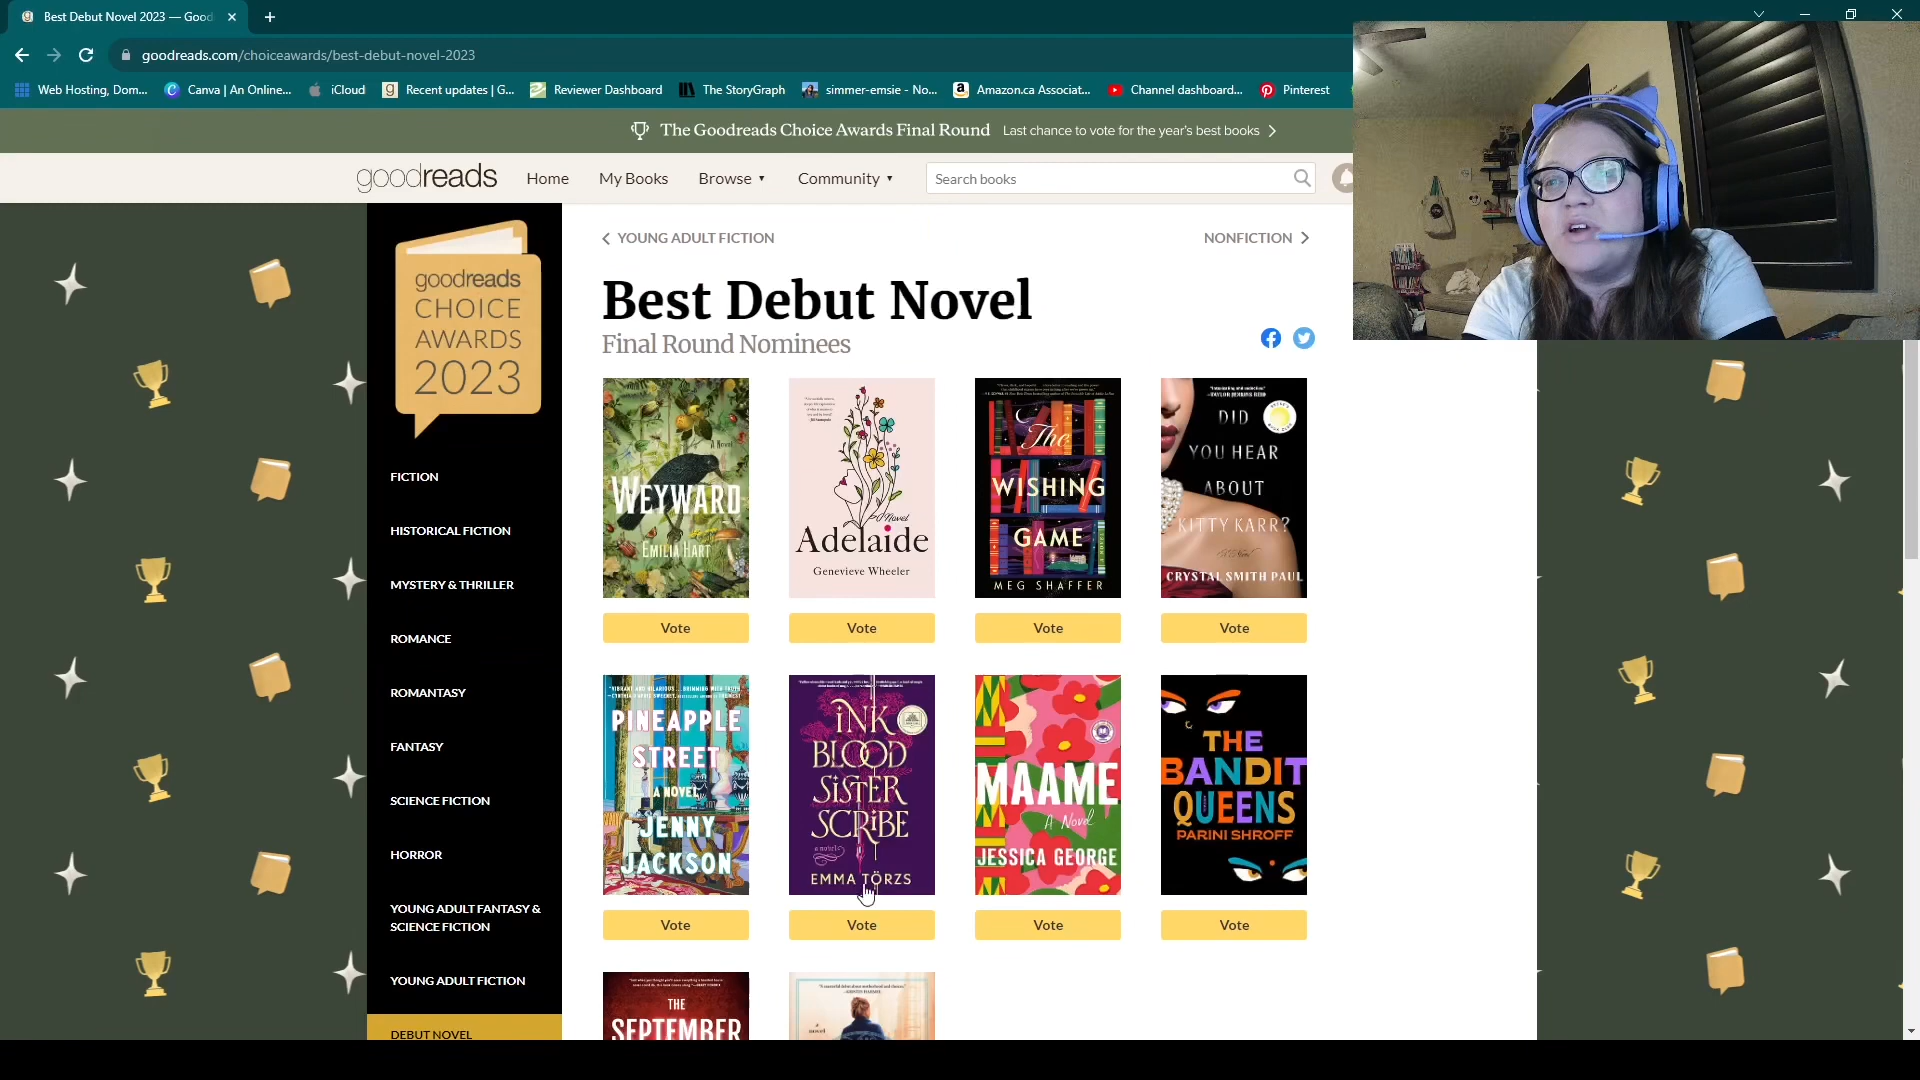 Best Debut Novel 2023 — Good
goodreads.com/choiceawards/best-debut-novel-2023
Web Hosting, Dom...
Canva | An Online...
iCloud
Recent updates | G...
Reviewer Dashboard
The StoryGraph
simmer-emsie - No...
Amazon.ca Associat...
Channel dashboard...
Pinterest
The Goodreads Choice Awards Final Round Last chance to vote for the year's best books
goodreads
Home
My Books
Browse
Community
Search books
goodreads
CHOICE
AWARDS
2023
FICTION
HISTORICAL FICTION
MYSTERY & THRILLER
ROMANCE
ROMANTASY
FANTASY
SCIENCE FICTION
HORROR
YOUNG ADULT FANTASY &
SCIENCE FICTION
YOUNG ADULT FICTION
DEBUT NOVEL
YOUNG ADULT FICTION
NONFICTION
Best Debut Novel
Final Round Nominees
A Novel
WEYWARD
EMILIA HART
Vote
A Novel
Adelaide
Genevieve Wheeler
Vote
The
WISHING
GAME
MEG SHAFFER
Vote
DID
YOU HEAR
ABOUT
KITTY KARR?
CRYSTAL SMITH PAUL
Vote
PINEAPPLE
STREET
A NOVEL
JENNY
JACKSON
Vote
INK
BLOOD
SISTER
SCRIBE
a novel
EMMA TÖRZS
Vote
MAAME
A Novel
JESSICA GEORGE
Vote
THE
BANDIT
QUEENS
PARINI SHROFF
Vote
THE
SEPTEMBER